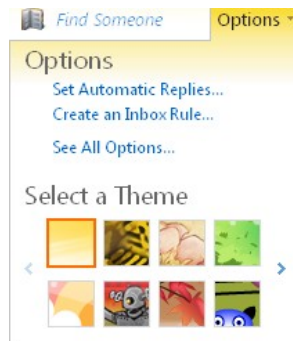 Find Someone Options
Options
Set Automatic Replies...
Create an Inbox Rule...
See All Options...
Select a Theme